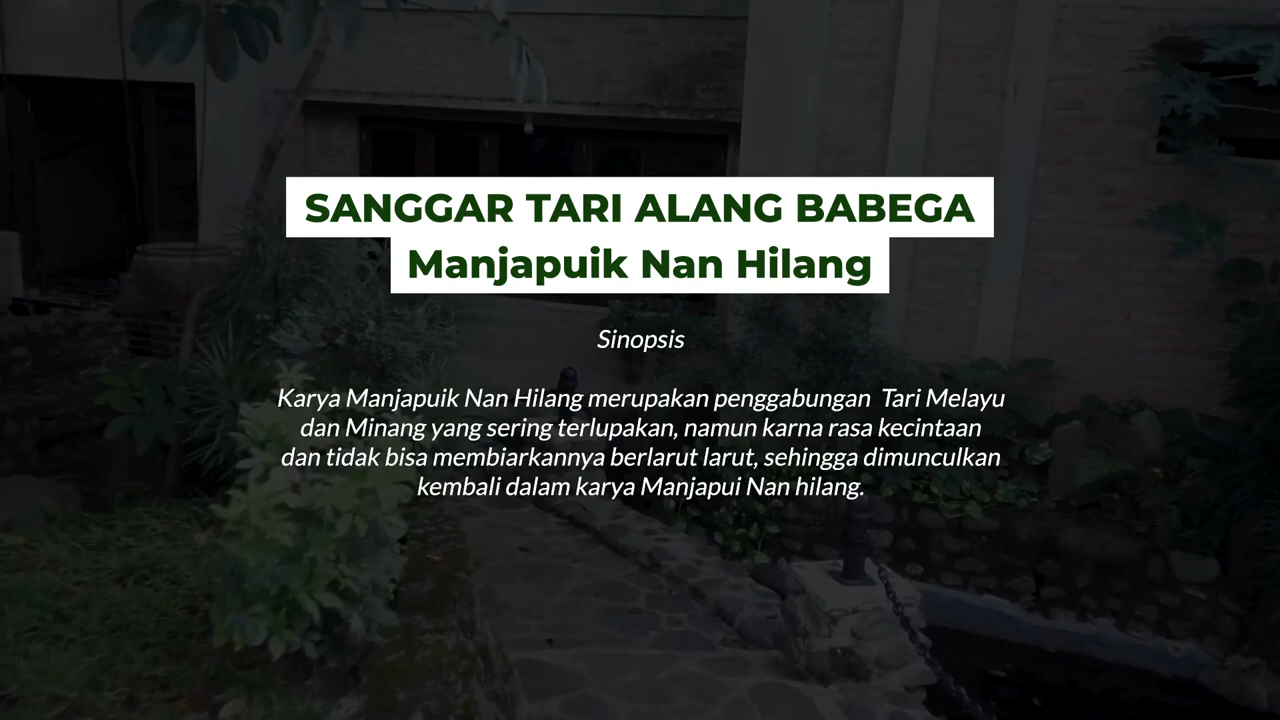 SANGGAR TARI ALANG BABEGA
Manjapuik Nan Hilang
Sinopsis
Karya Manjapuik Nan Hilang merupakan penggabungan  Tari Melayu
dan Minang yang sering terlupakan, namun karna rasa kecintaan
dan tidak bisa membiarkannya berlarut larut, sehingga dimunculkan
kembali dalam karya Manjapui Nan hilang.